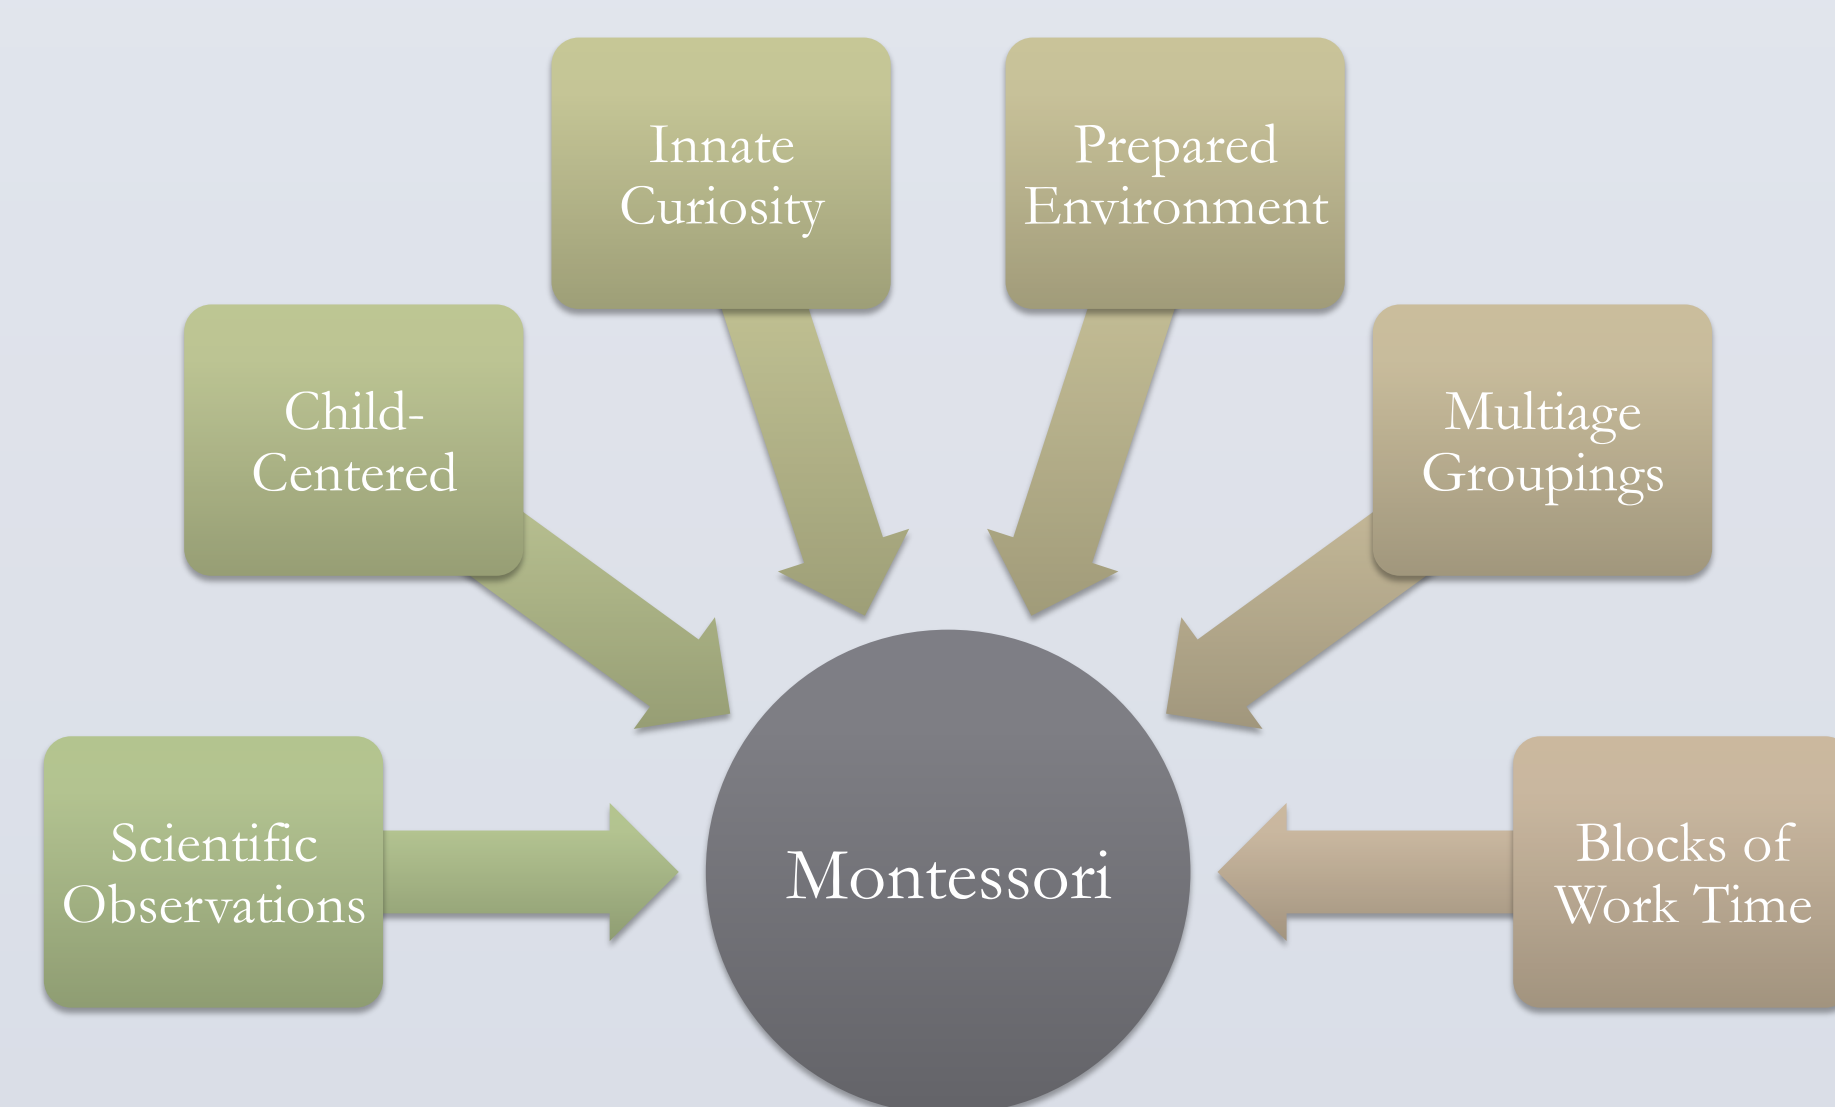 Innate
Curiosity
Prepared
Environment
Child-
Centered
Multiage
Groupings
Scientific
Observations
Montessori
Blocks of
Work Time